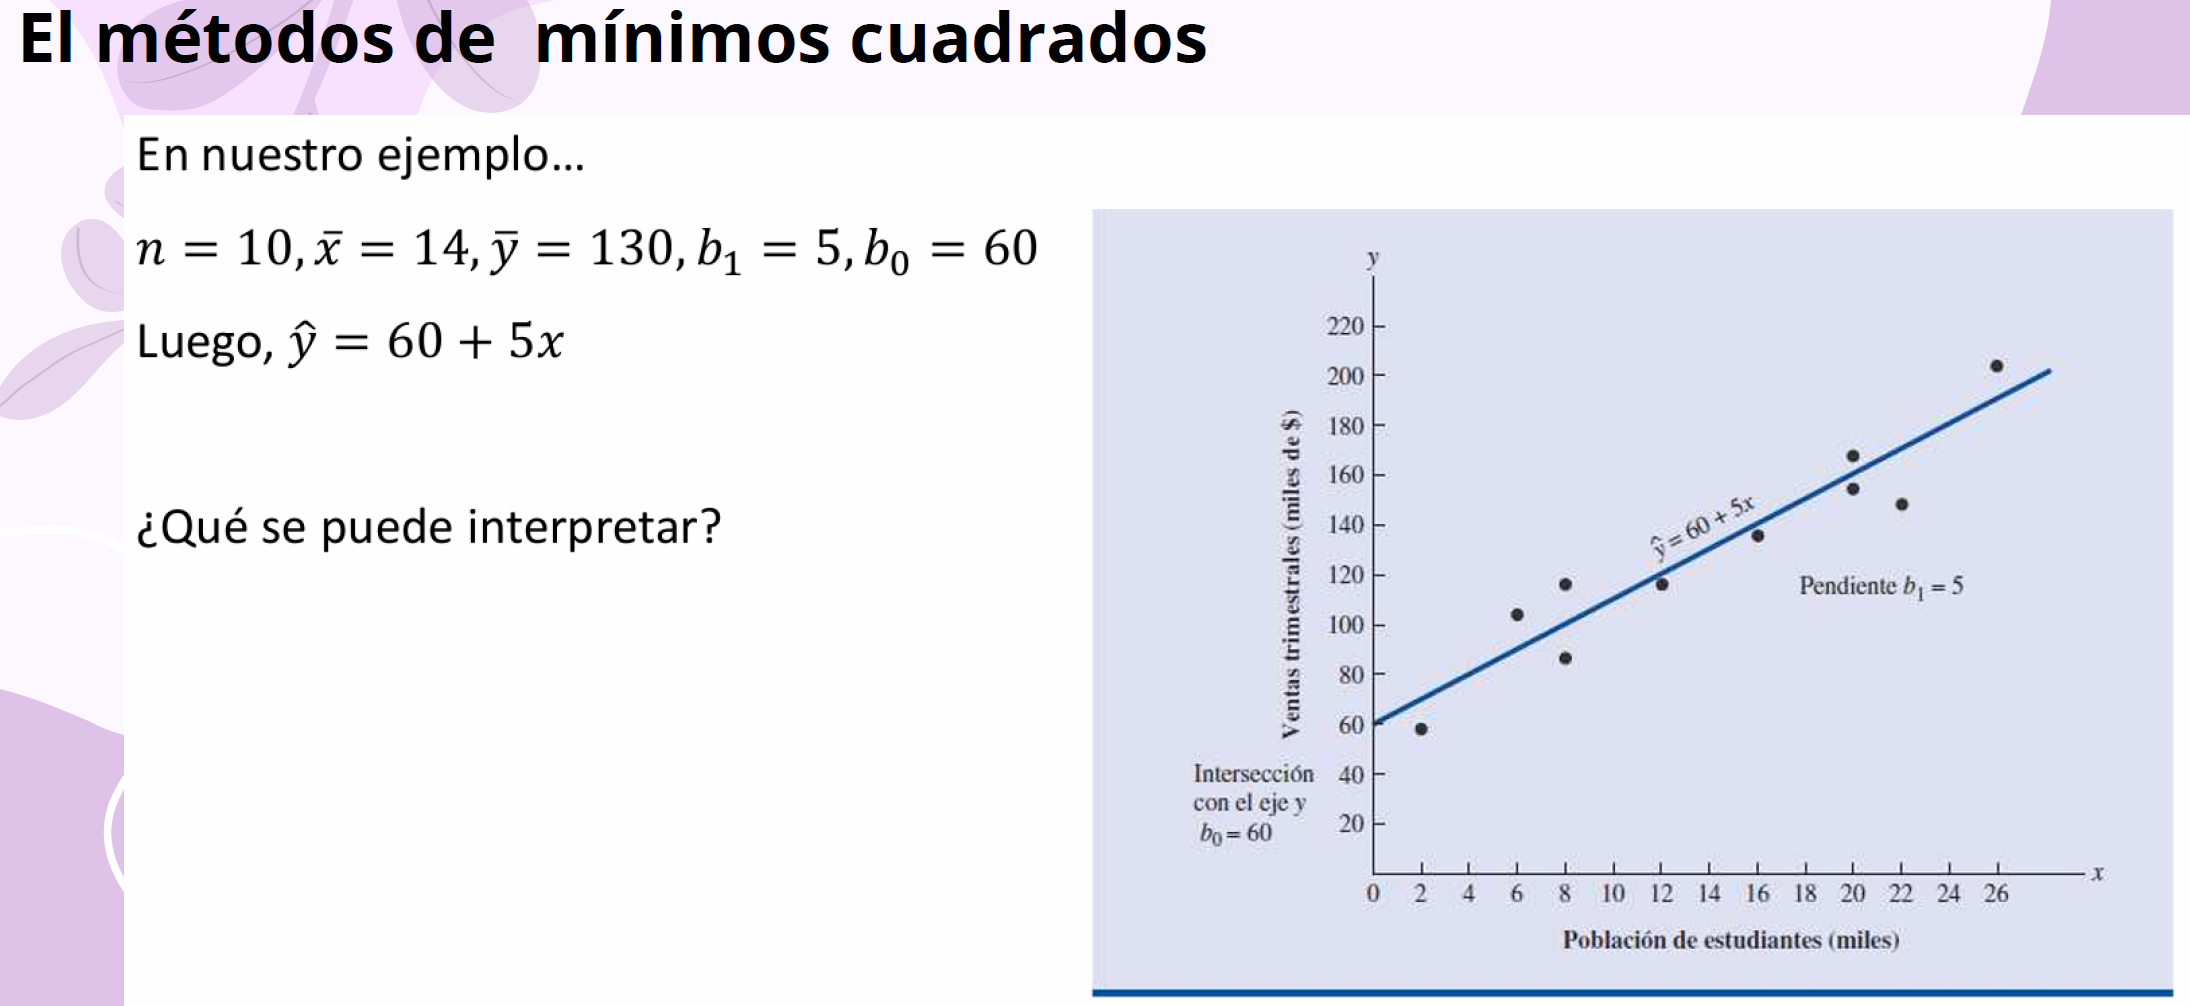 El métodos de  mínimos cuadrados
En nuestro ejemplo...
n = 10, x̄ = 14, ȳ = 130, b₁ = 5, b₀ = 60
Luego, ŷ = 60 + 5x
¿Qué se puede interpretar?
y
220
200
180
160
140
120
100
80
60
40
20
Ventas trimestrales (miles de $)
ŷ = 60 + 5x
Pendiente b₁ = 5
Intersección
con el eje y
b₀ = 60
0 2 4 6 8 10 12 14 16 18 20 22 24 26
x
Población de estudiantes (miles)